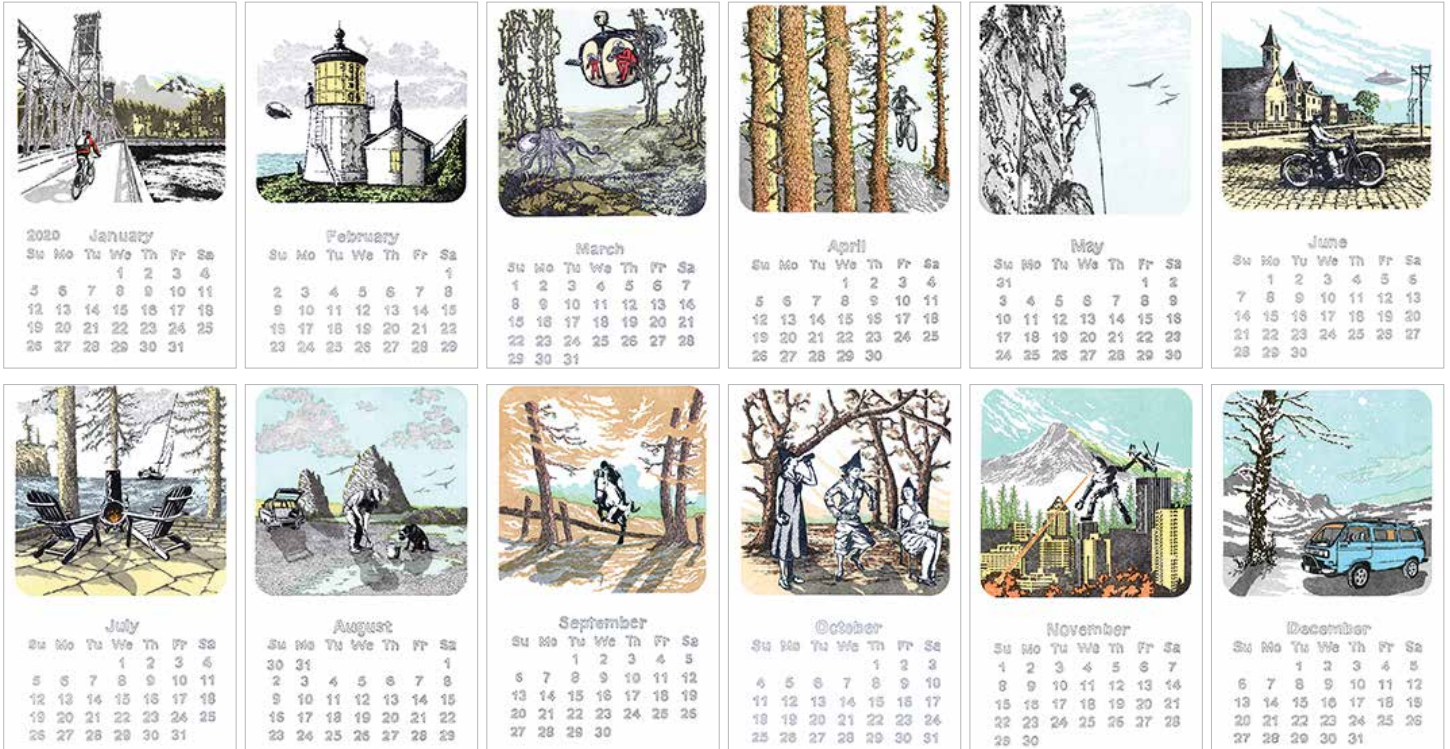 2020 January
Su Mo Tu We Th Fr Sa
1 2 3 4
5 6 7 8 9 10 11
12 13 14 15 16 17 18
19 20 21 22 23 24 25
26 27 28 29 30 31
February
Su Mo Tu We Th Fr Sa
1
2 3 4 5 6 7 8
9 10 11 12 13 14 15
16 17 18 19 20 21 22
23 24 25 26 27 28 29
March
Su Mo Tu We Th Fr Sa
1 2 3 4 5 6 7
8 9 10 11 12 13 14
15 16 17 18 19 20 21
22 23 24 25 26 27 28
29 30 31
April
Su Mo Tu We Th Fr Sa
1 2 3 4
5 6 7 8 9 10 11
12 13 14 15 16 17 18
19 20 21 22 23 24 25
26 27 28 29 30
May
Su Mo Tu We Th Fr Sa
31 1 2
3 4 5 6 7 8 9
10 11 12 13 14 15 16
17 18 19 20 21 22 23
24 25 26 27 28 29 30
June
Su Mo Tu We Th Fr Sa
1 2 3 4 5 6
7 8 9 10 11 12 13
14 15 16 17 18 19 20
21 22 23 24 25 26 27
28 29 30
July
Su Mo Tu We Th Fr Sa
1 2 3 4
5 6 7 8 9 10 11
12 13 14 15 16 17 18
19 20 21 22 23 24 25
26 27 28 29 30 31
August
Su Mo Tu We Th Fr Sa
30 31 1
2 3 4 5 6 7 8
9 10 11 12 13 14 15
16 17 18 19 20 21 22
23 24 25 26 27 28 29
September
Su Mo Tu We Th Fr Sa
1 2 3 4 5
6 7 8 9 10 11 12
13 14 15 16 17 18 19
20 21 22 23 24 25 26
27 28 29 30
October
Su Mo Tu We Th Fr Sa
1 2 3
4 5 6 7 8 9 10
11 12 13 14 15 16 17
18 19 20 21 22 23 24
25 26 27 28 29 30 31
November
Su Mo Tu We Th Fr Sa
1 2 3 4 5 6 7
8 9 10 11 12 13 14
15 16 17 18 19 20 21
22 23 24 25 26 27 28
29 30
December
Su Mo Tu We Th Fr Sa
1 2 3 4 5
6 7 8 9 10 11 12
13 14 15 16 17 18 19
20 21 22 23 24 25 26
27 28 29 30 31